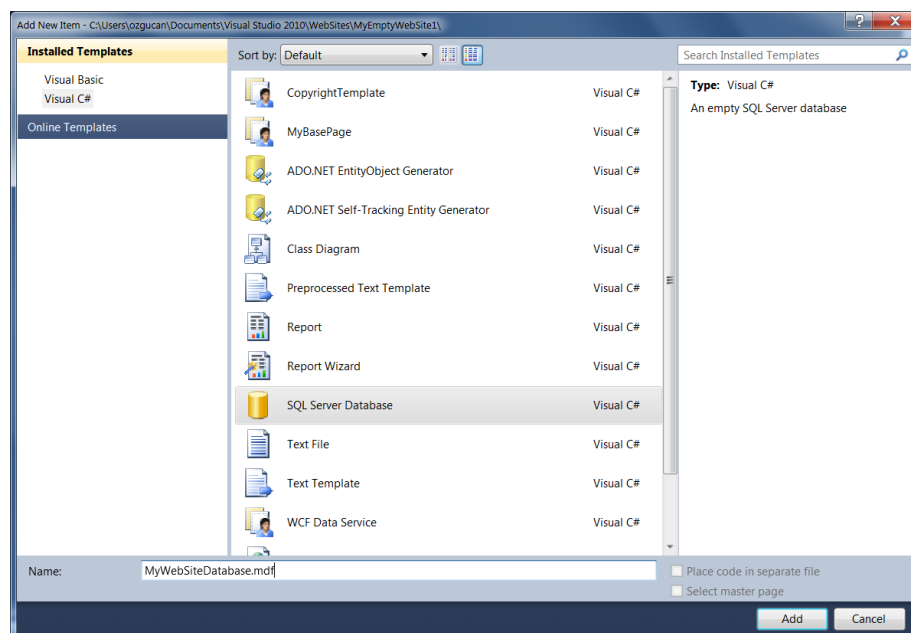 Add New Item - C:\Users\ozgucan\Documents\Visual Studio 2010\WebSites\MyEmptyWebSite1\
Installed Templates
Sort by: Default
Search Installed Templates
Visual Basic
Visual C#
Online Templates
CopyrightTemplate Visual C#
MyBasePage Visual C#
ADO.NET EntityObject Generator Visual C#
ADO.NET Self-Tracking Entity Generator Visual C#
Class Diagram Visual C#
Preprocessed Text Template Visual C#
Report Visual C#
Report Wizard Visual C#
SQL Server Database Visual C#
Text File Visual C#
Text Template Visual C#
WCF Data Service Visual C#
Type: Visual C#
An empty SQL Server database
Name: MyWebSiteDatabase.mdf
Place code in separate file
Select master page
Add Cancel